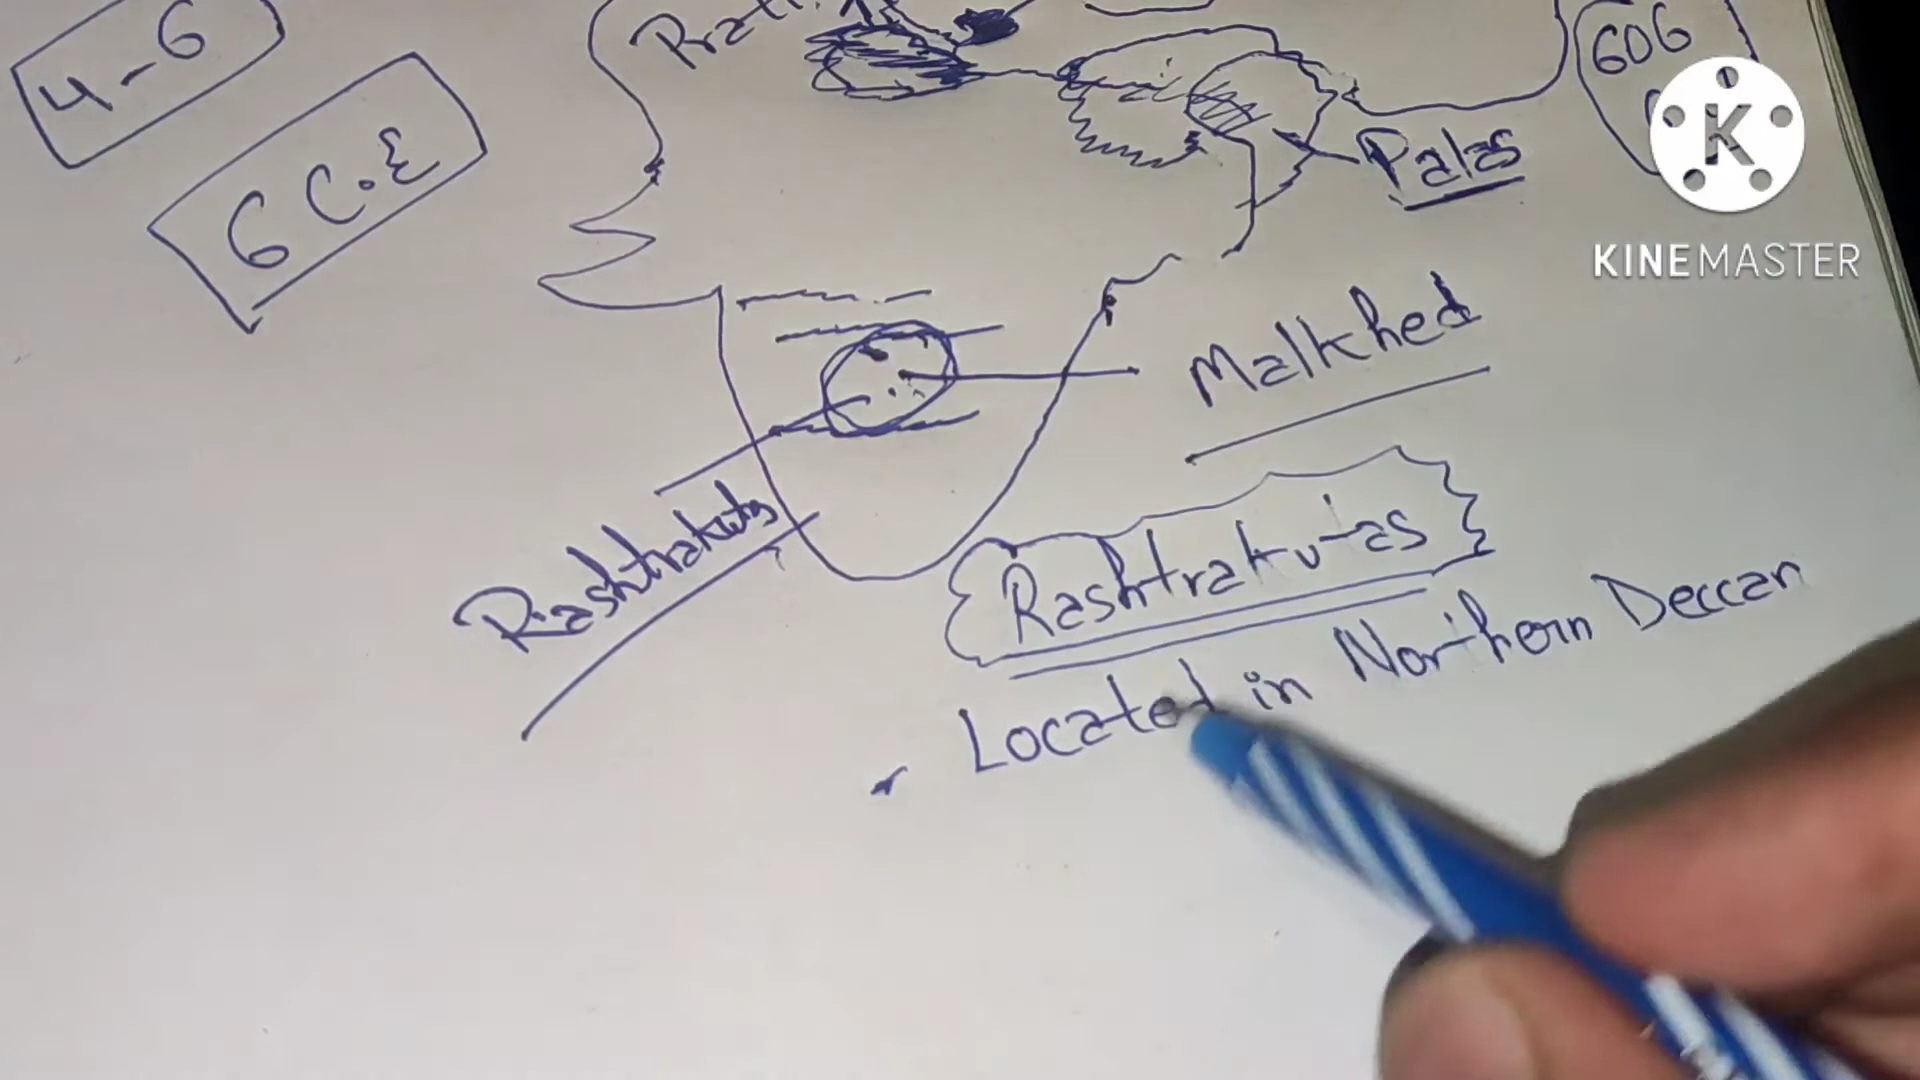 4-6
606
6 C.E
Palas
KINEMASTER
Malkhed
Rashtrakutas
Rashtrakutas
Located in Northern Deccan